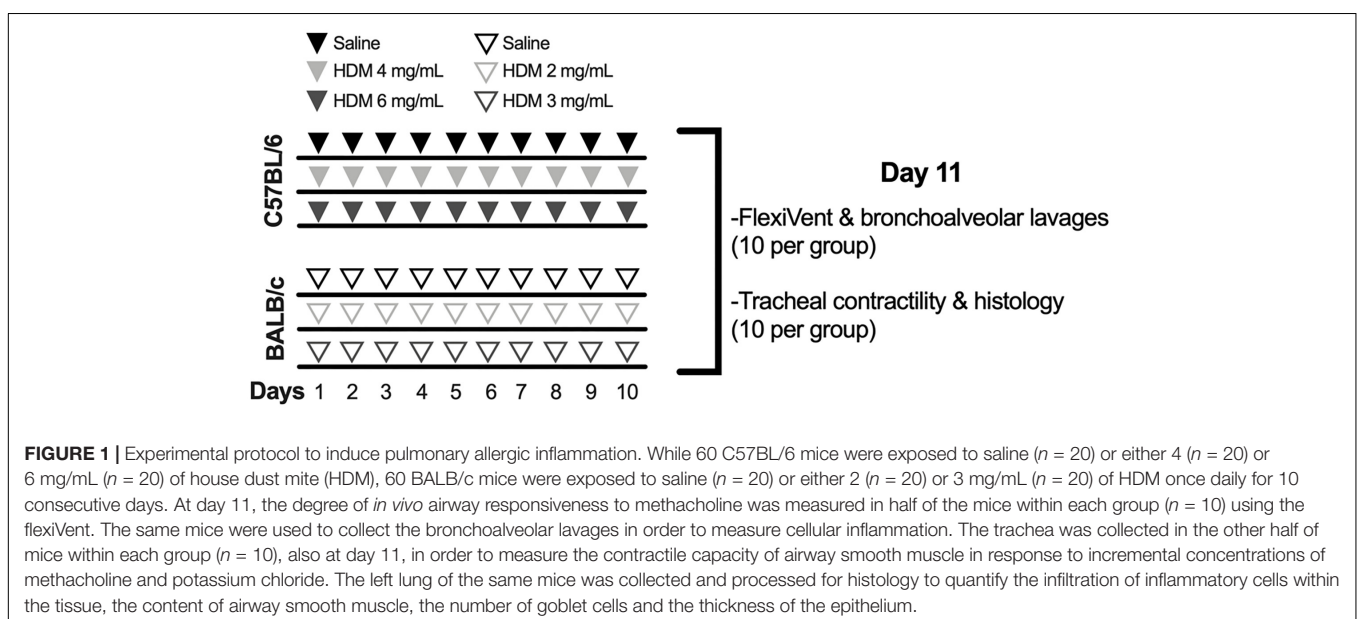 Saline
Saline
HDM 4 mg/mL
HDM 2 mg/mL
HDM 6 mg/mL
HDM 3 mg/mL
C57BL/6
BALB/c
Days 1 2 3 4 5 6 7 8 9 10
Day 11
-FlexiVent & bronchoalveolar lavages
(10 per group)
-Tracheal contractility & histology
(10 per group)
FIGURE 1 | Experimental protocol to induce pulmonary allergic inflammation. While 60 C57BL/6 mice were exposed to saline (n = 20) or either 4 (n = 20) or
6 mg/mL (n = 20) of house dust mite (HDM), 60 BALB/c mice were exposed to saline (n = 20) or either 2 (n = 20) or 3 mg/mL (n = 20) of HDM once daily for 10
consecutive days. At day 11, the degree of in vivo airway responsiveness to methacholine was measured in half of the mice within each group (n = 10) using the
flexiVent. The same mice were used to collect the bronchoalveolar lavages in order to measure cellular inflammation. The trachea was collected in the other half of
mice within each group (n = 10), also at day 11, in order to measure the contractile capacity of airway smooth muscle in response to incremental concentrations of
methacholine and potassium chloride. The left lung of the same mice was collected and processed for histology to quantify the infiltration of inflammatory cells within
the tissue, the content of airway smooth muscle, the number of goblet cells and the thickness of the epithelium.